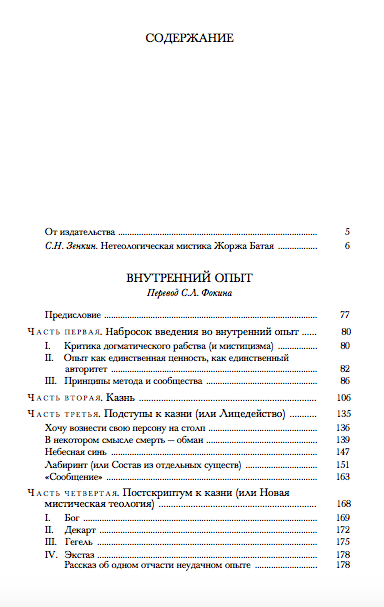 СОДЕРЖАНИЕ
От издательства 5
С.Н. Зенкин. Нетеологическая мистика Жоржа Батая 6
ВНУТРЕННИЙ ОПЫТ
Перевод С.Л. Фокина
Предисловие 77
Часть первая. Набросок введения во внутренний опыт 80
I. Критика догматического рабства (и мистицизма) 80
II. Опыт как единственная ценность, как единственный
авторитет 82
III. Принципы метода и сообщества 86
Часть вторая. Казнь 106
Часть третья. Подступы к казни (или Лицедейство) 135
Хочу вознести свою персону на столп 136
В некотором смысле смерть – обман 139
Небесная синь 147
Лабиринт (или Состав из отдельных существ) 151
«Сообщение» 163
Часть четвертая. Постскриптум к казни (или Новая
мистическая теология) 168
I. Бог 169
II. Декарт 172
III. Гегель 175
IV. Экстаз 178
Рассказ об одном отчасти неудачном опыте 178